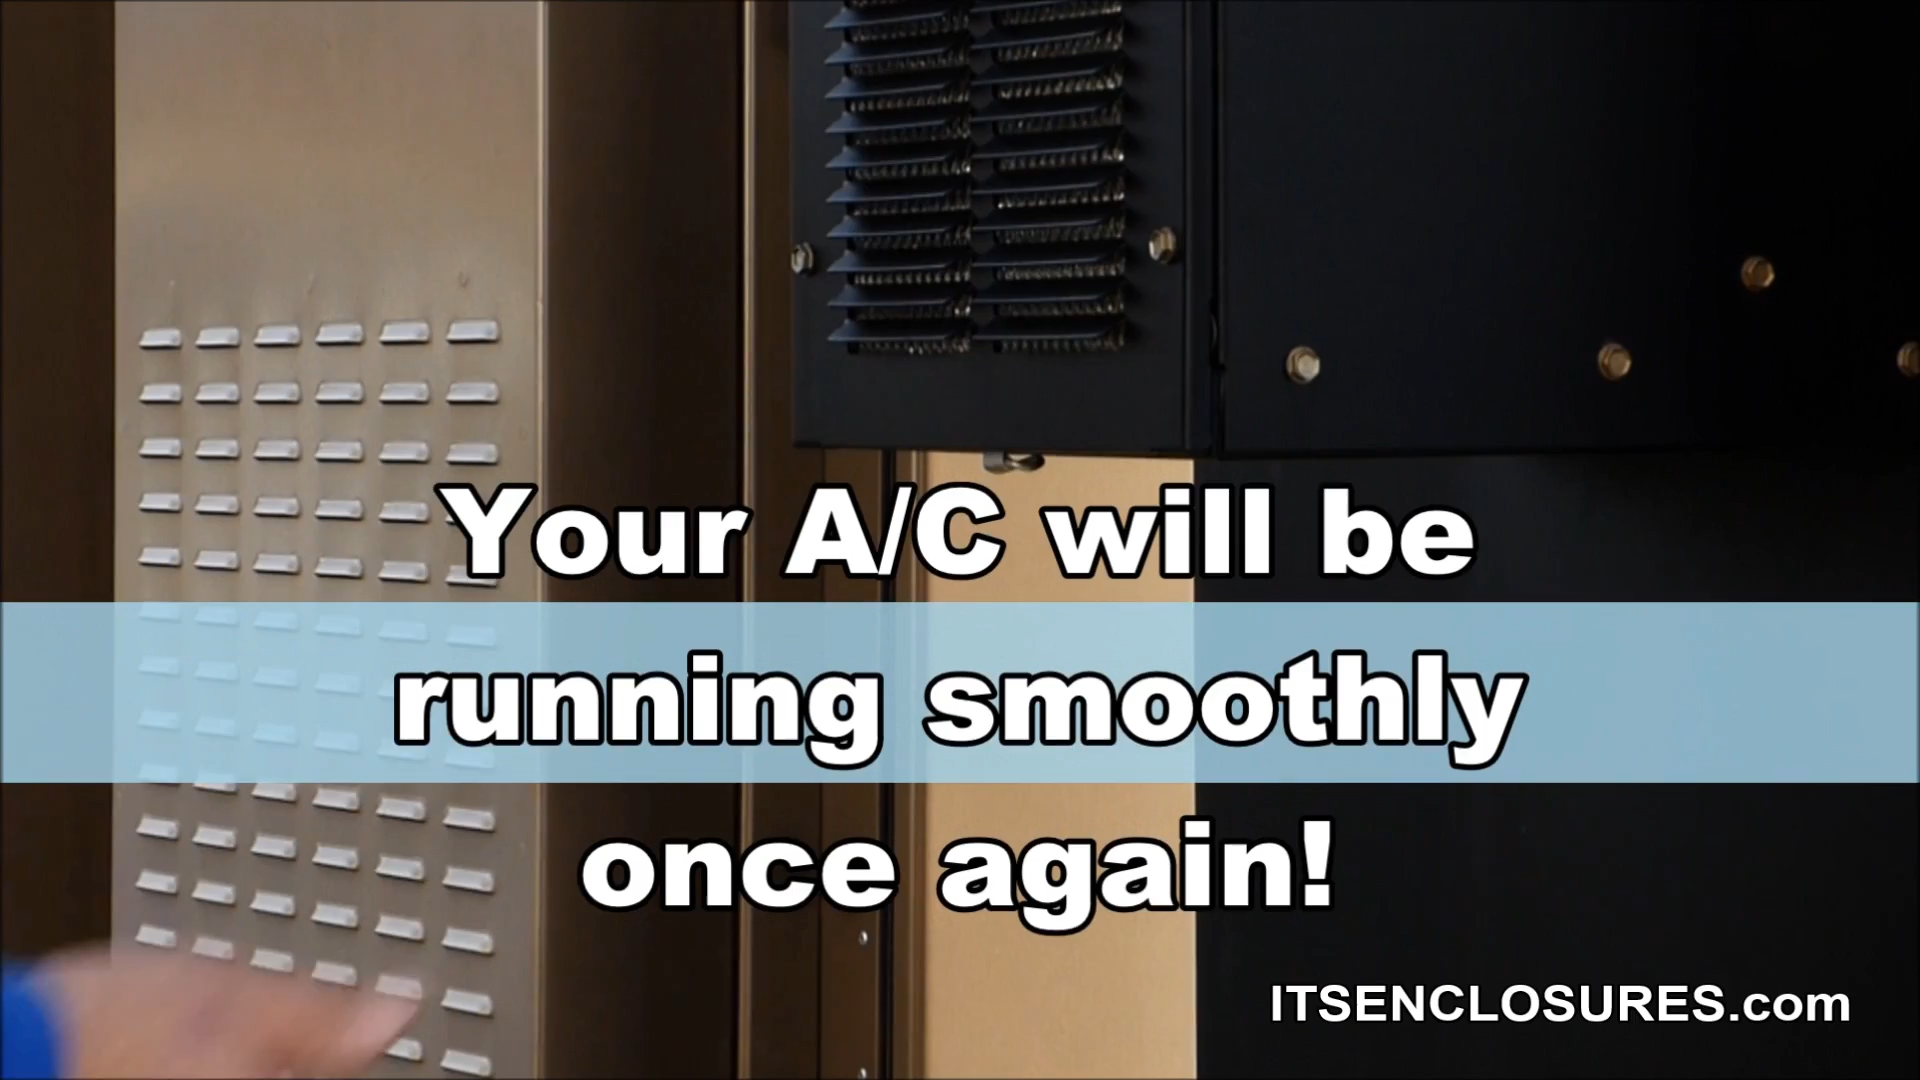 Your A/C will be
running smoothly
once again!
ITSENCLOSURES.com